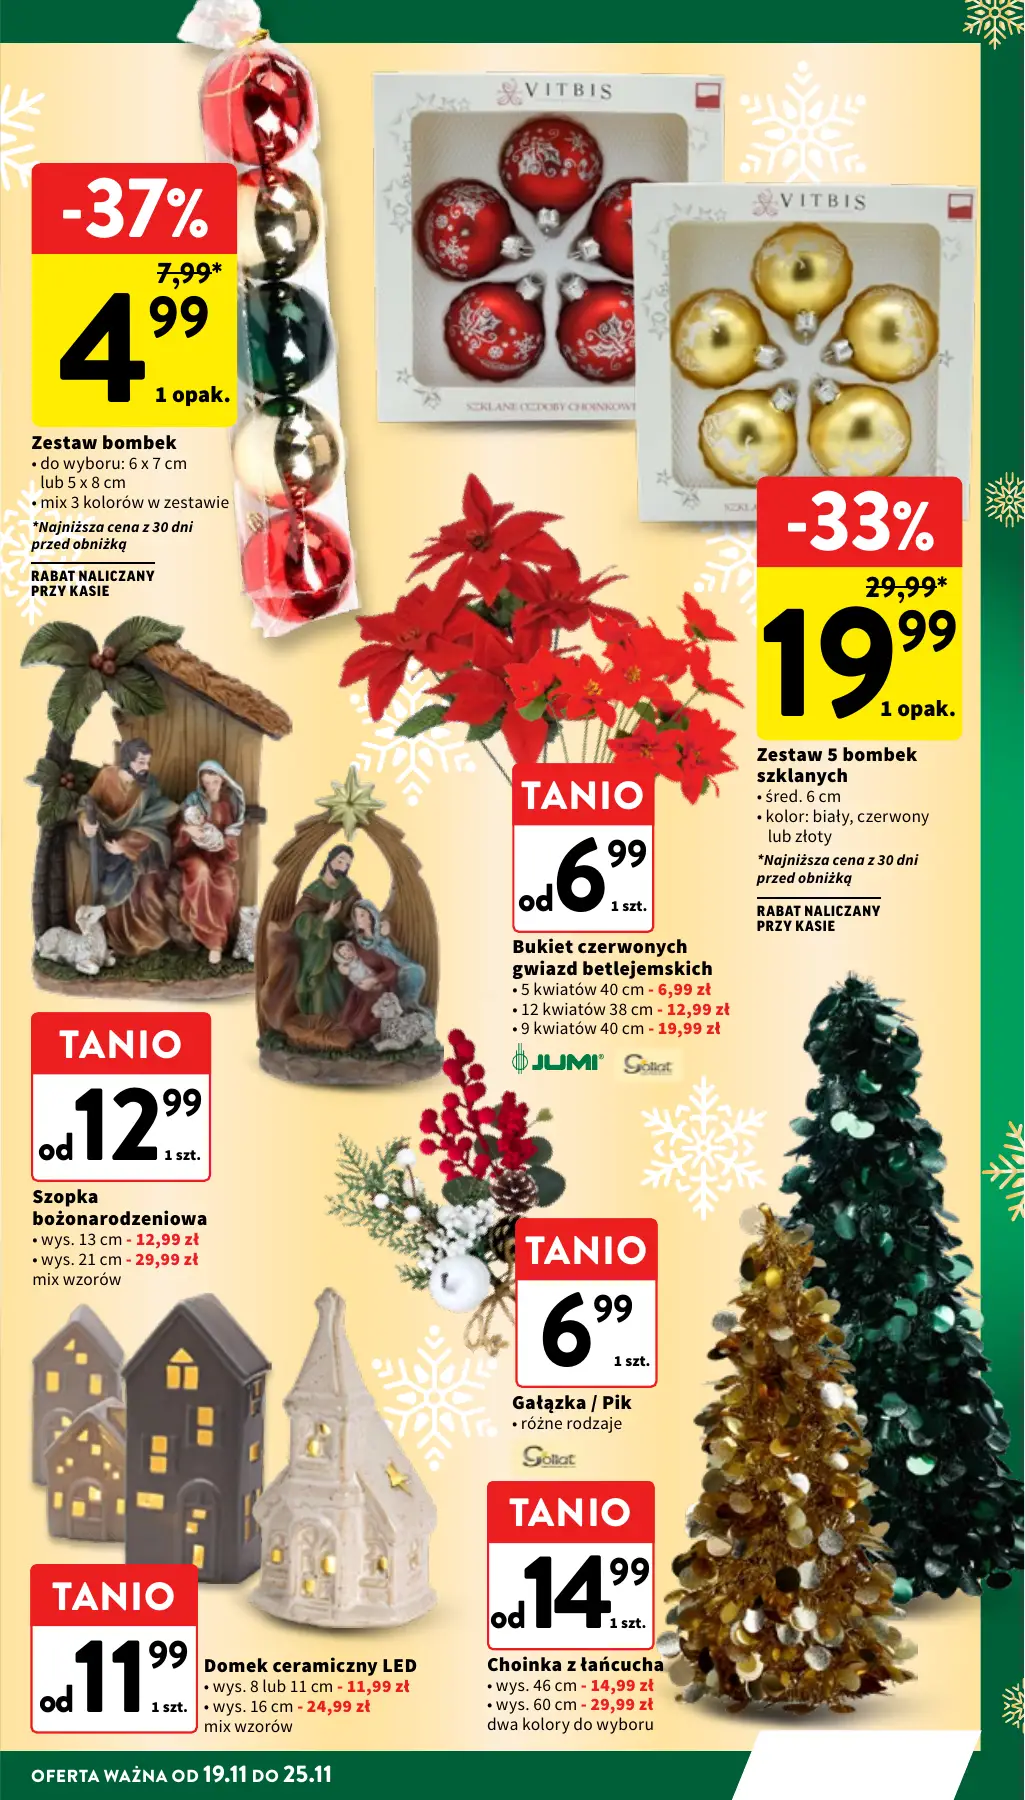 VITBIS
SZKLANE OZDOBY CHOINKOWE
VITBIS
-37%
7,99*
4 99
1 opak.
Zestaw bombek
• do wyboru: 6 x 7 cm
lub 5 x 8 cm
• mix 3 kolorów w zestawie
*Najniższa cena z 30 dni
przed obniżką
RABAT NALICZANY
PRZY KASIE
-33%
29,99*
19 99
1 opak.
Zestaw 5 bombek
szklanych
• śred. 6 cm
• kolor: biały, czerwony
lub złoty
*Najniższa cena z 30 dni
przed obniżką
RABAT NALICZANY
PRZY KASIE
TANIO
od 6 99
1 szt.
Bukiet czerwonych
gwiazd betlejemskich
• 5 kwiatów 40 cm - 6,99 zł
• 12 kwiatów 38 cm - 12,99 zł
• 9 kwiatów 40 cm - 19,99 zł
JUMI®
Goliat
TANIO
od 12 99
1 szt.
Szopka
bożonarodzeniowa
• wys. 13 cm - 12,99 zł
• wys. 21 cm - 29,99 zł
mix wzorów
TANIO
6 99
1 szt.
Gałązka / Pik
• różne rodzaje
Goliat
TANIO
od 11 99
1 szt.
Domek ceramiczny LED
• wys. 8 lub 11 cm - 11,99 zł
• wys. 16 cm - 24,99 zł
mix wzorów
TANIO
od 14 99
1 szt.
Choinka z łańcucha
• wys. 46 cm - 14,99 zł
• wys. 60 cm - 29,99 zł
dwa kolory do wyboru
OFERTA WAŻNA OD 19.11 DO 25.11